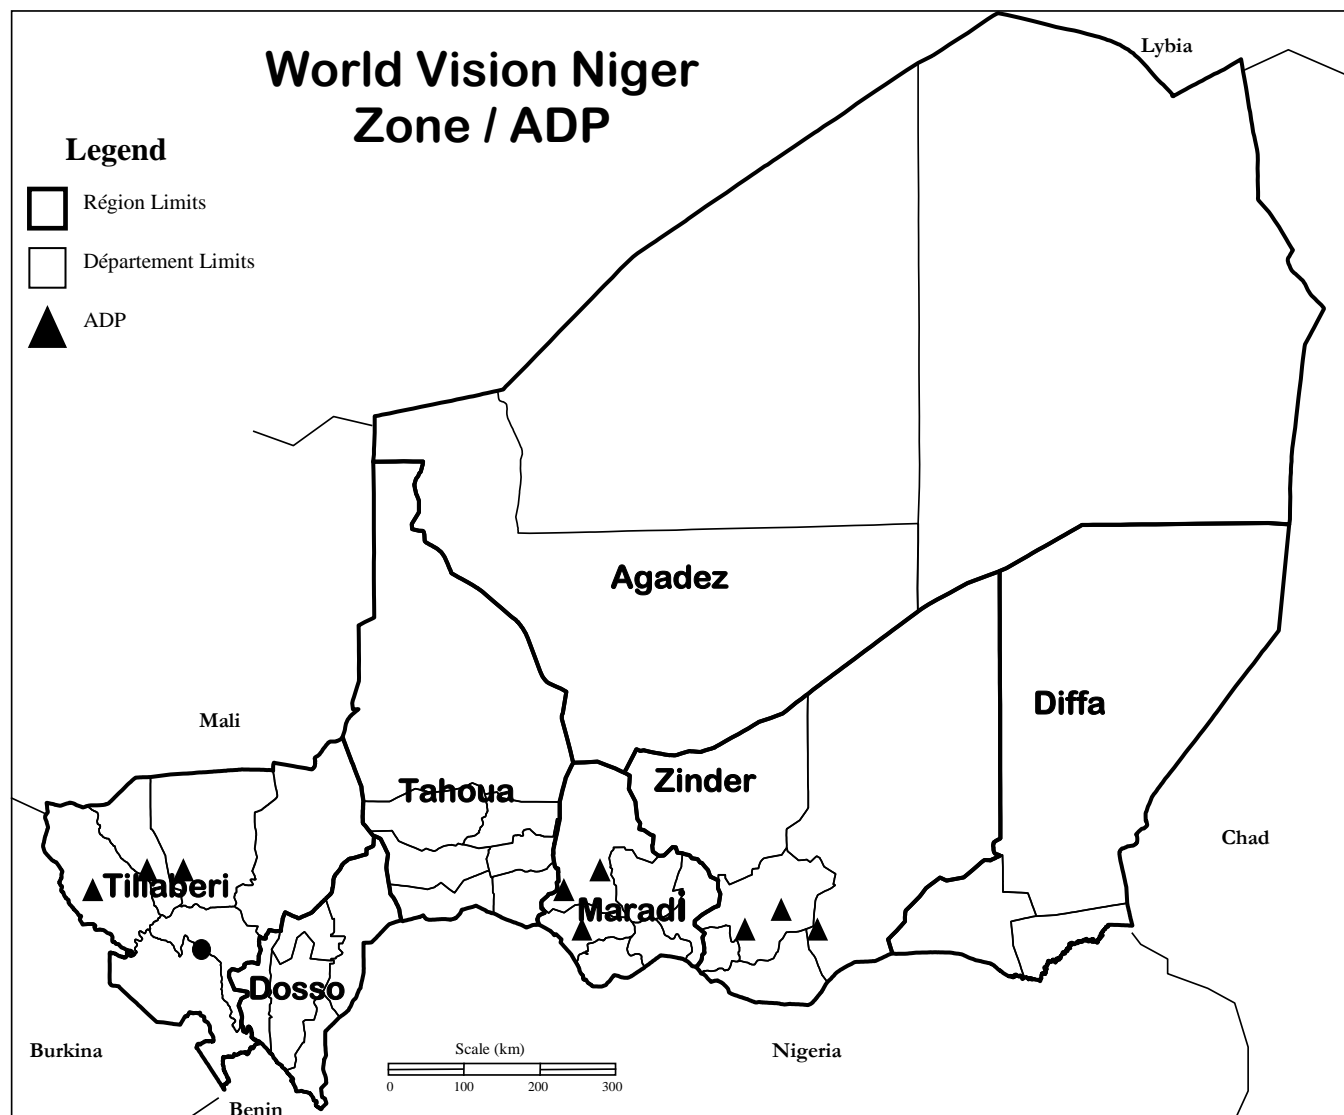 World Vision Niger
Zone / ADP
Lybia
Legend
Région Limits
Département Limits
ADP
Agadez
Diffa
Mali
Zinder
Tahoua
Chad
Tillaberi
Maradi
Dosso
Burkina
Scale (km)
Nigeria
0 100 200 300
Benin